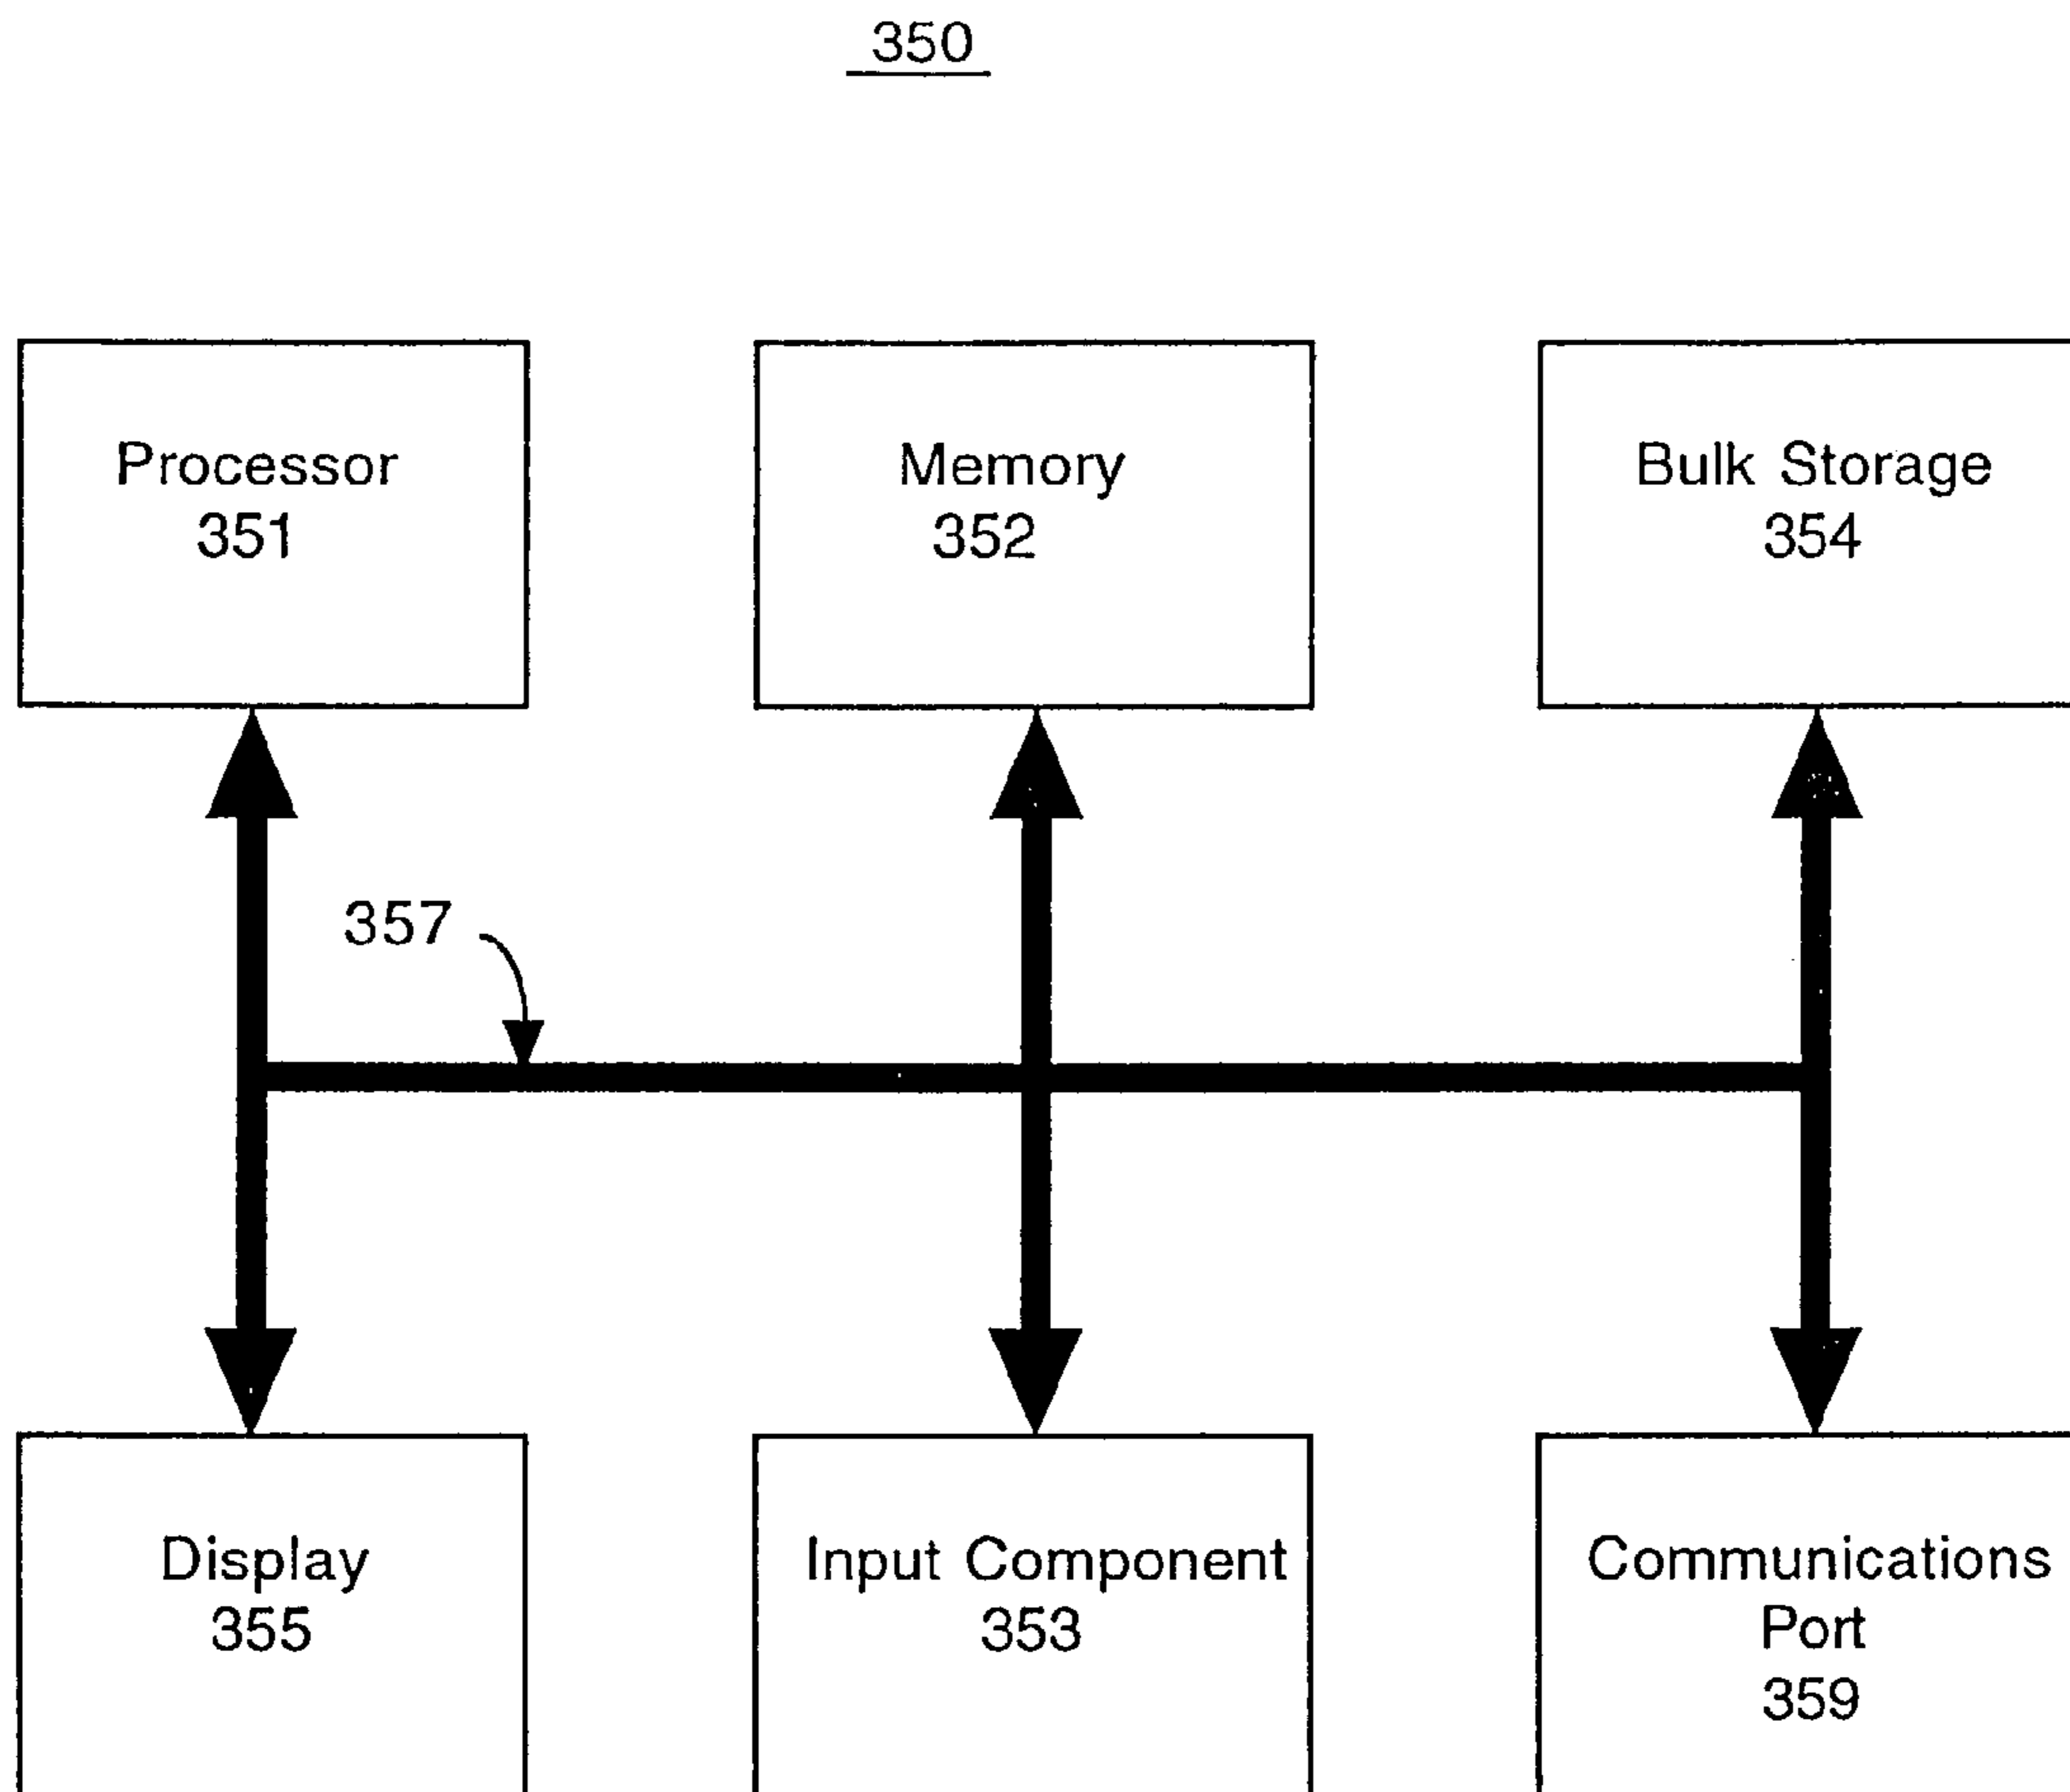 350
Processor
351
Memory
352
Bulk Storage
354
357
Display
355
Input Component
353
Communications
Port
359